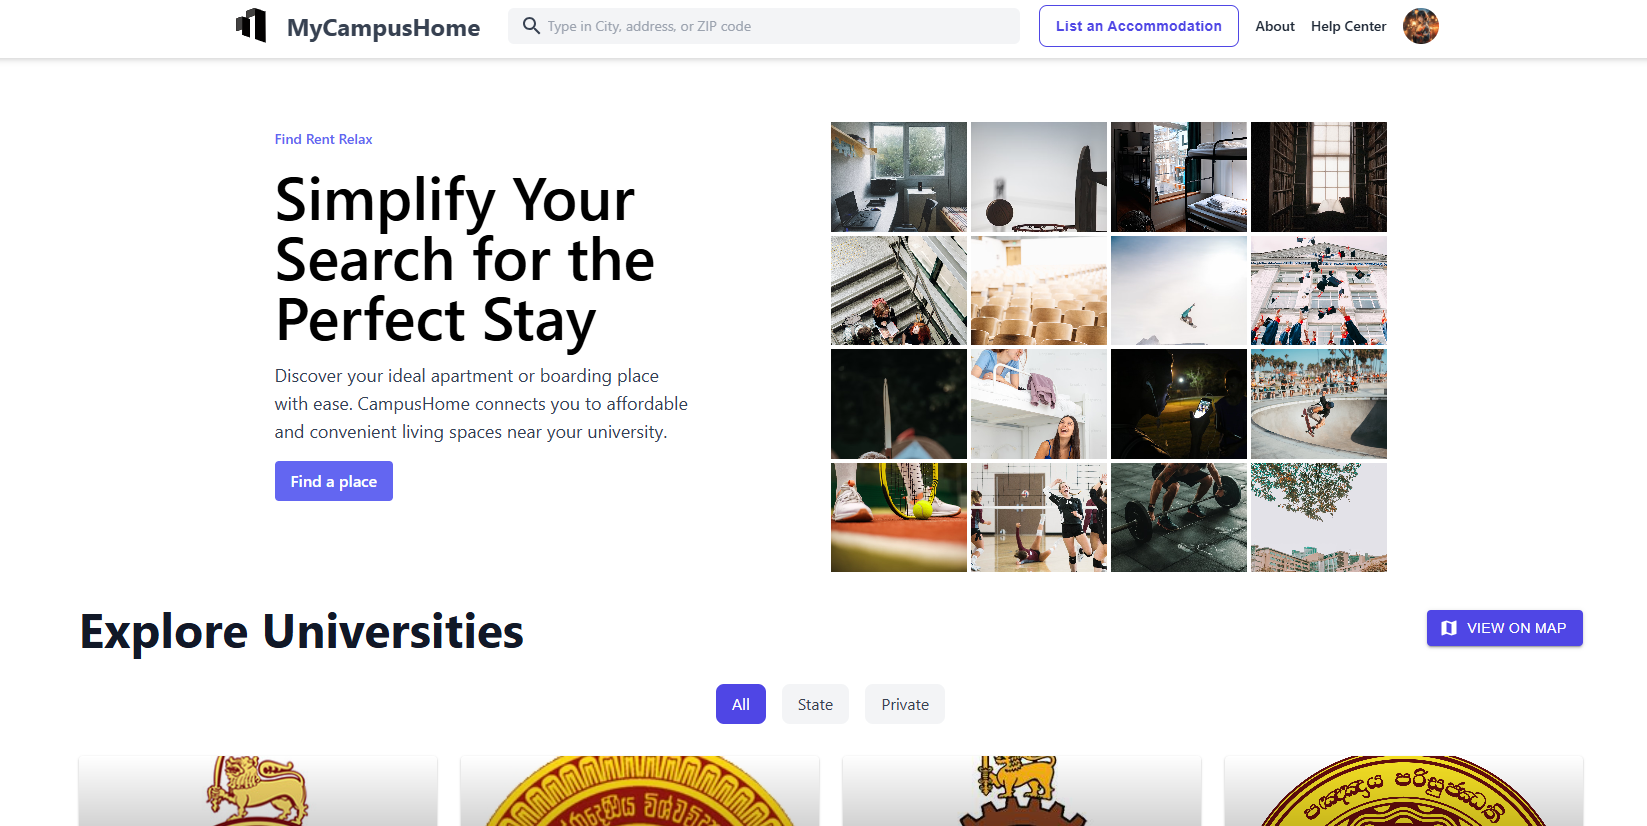 MyCampusHome
Type in City, address, or ZIP code
List an Accommodation
About
Help Center
Find Rent Relax
Simplify Your
Search for the
Perfect Stay
Discover your ideal apartment or boarding place
with ease. CampusHome connects you to affordable
and convenient living spaces near your university.
Find a place
Explore Universities
VIEW ON MAP
All
State
Private